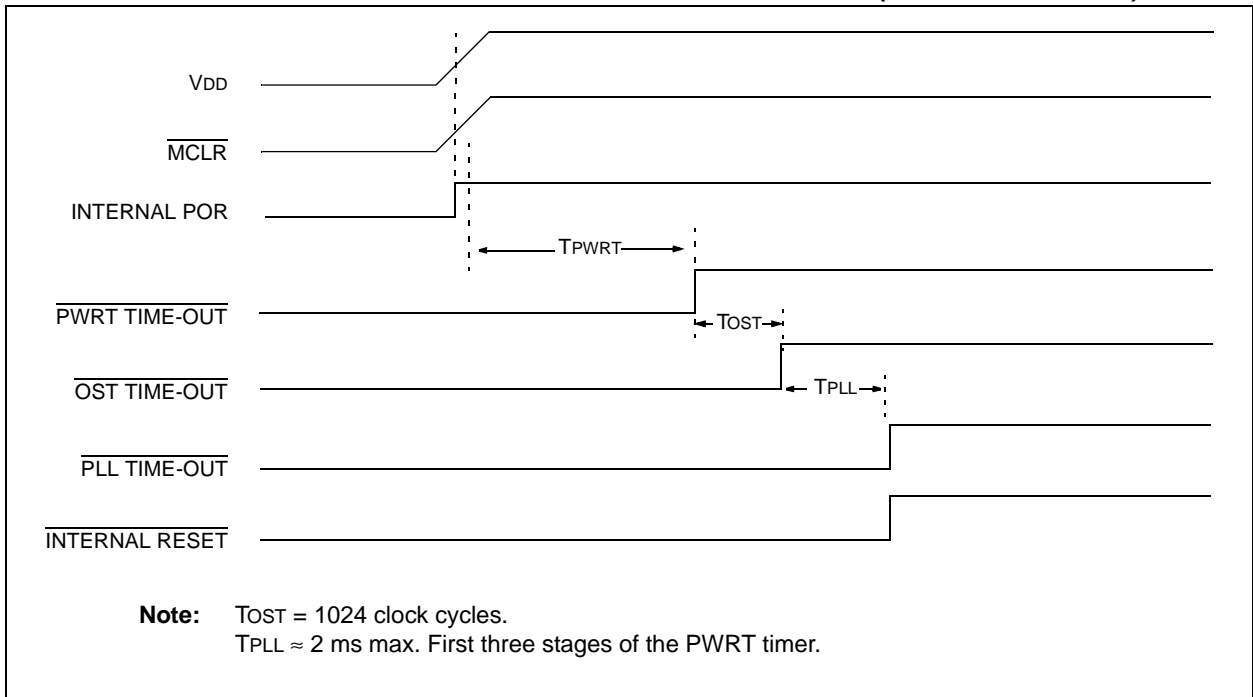 VDD
MCLR
INTERNAL POR
TPWRT
PWRT TIME-OUT
TOST
OST TIME-OUT
TPLL
PLL TIME-OUT
INTERNAL RESET
Note: TOST = 1024 clock cycles.
TPLL ≈ 2 ms max. First three stages of the PWRT timer.